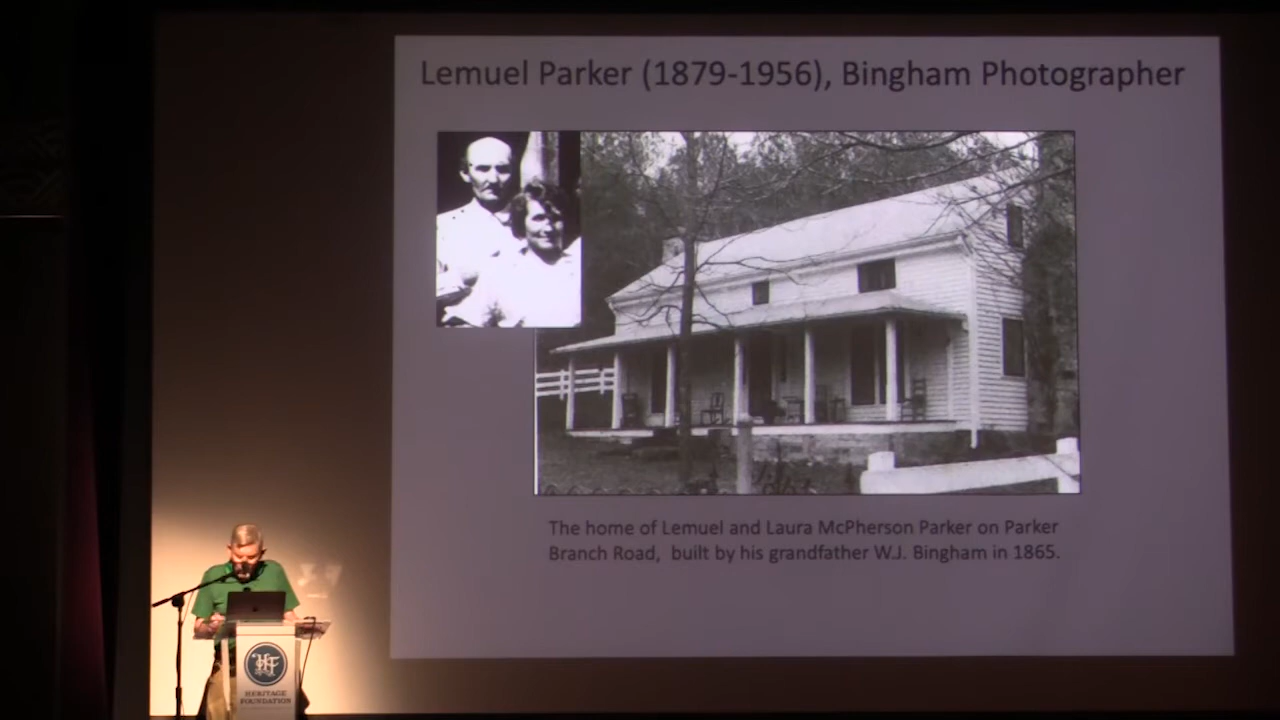 Lemuel Parker (1879-1956), Bingham Photographer
The home of Lemuel and Laura McPherson Parker on Parker
Branch Road, built by his grandfather W.J. Bingham in 1865.
HF
HERITAGE
FOUNDATION